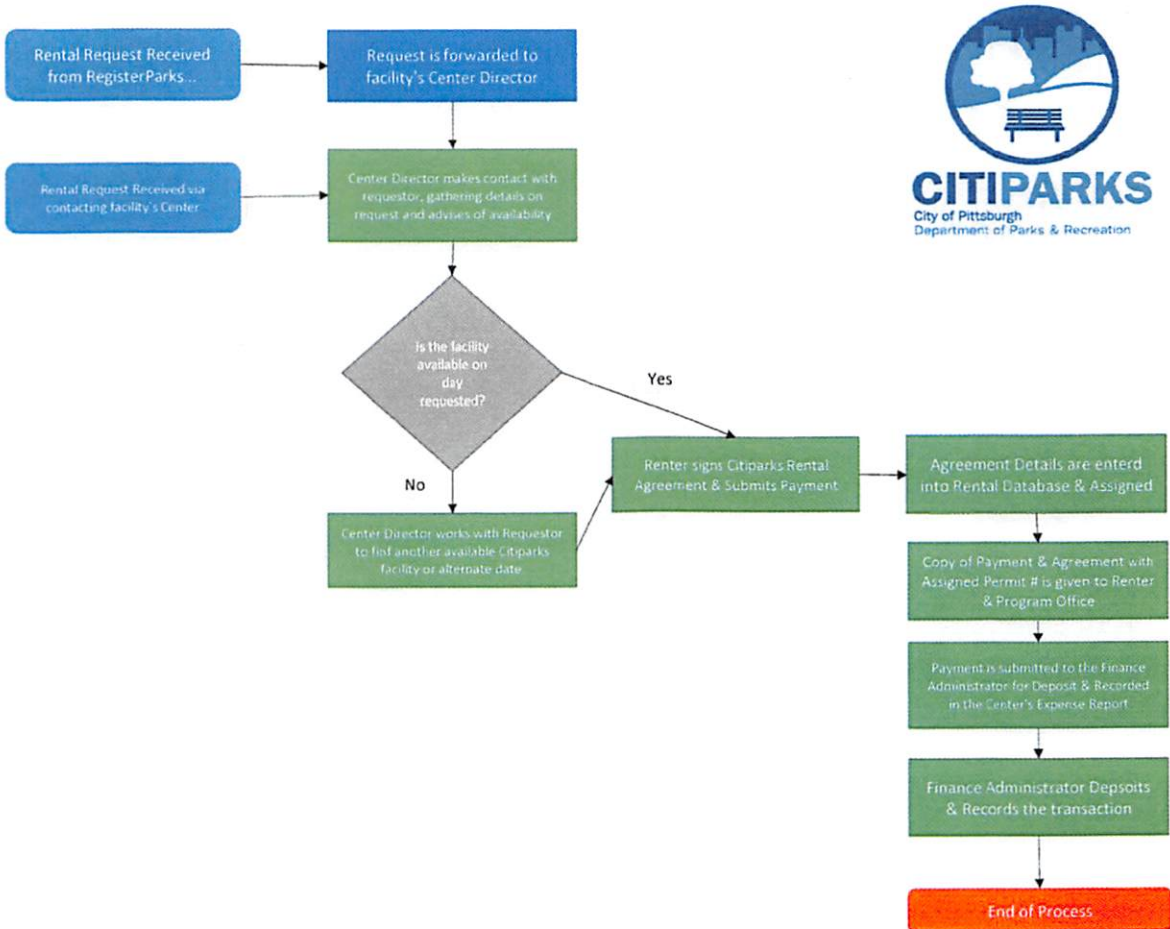 Rental Request Received
from RegisterParks...
Request is forwarded to
facility's Center Director
CITIPARKS
City of Pittsburgh
Department of Parks & Recreation
Rental Request Received via
contacting facility's Center
Center Director makes contact with
requestor, gathering details on
request and advises of availability
Is the facility
available on
day
requested?
Yes
No
Center Director works with Requestor
to finf another available Citiparks
facility or alternate date
Renter signs Citiparks Rental
Agreement & Submits Payment
Agreement Details are enterd
into Rental Database & Assigned
Copy of Payment & Agreement with
Assigned Permit # is given to Renter
& Program Office
Payment is submitted to the Finance
Administrator for Deposit & Recorded
in the Center's Expense Report
Finance Administrator Depsoits
& Records the transaction
End of Process